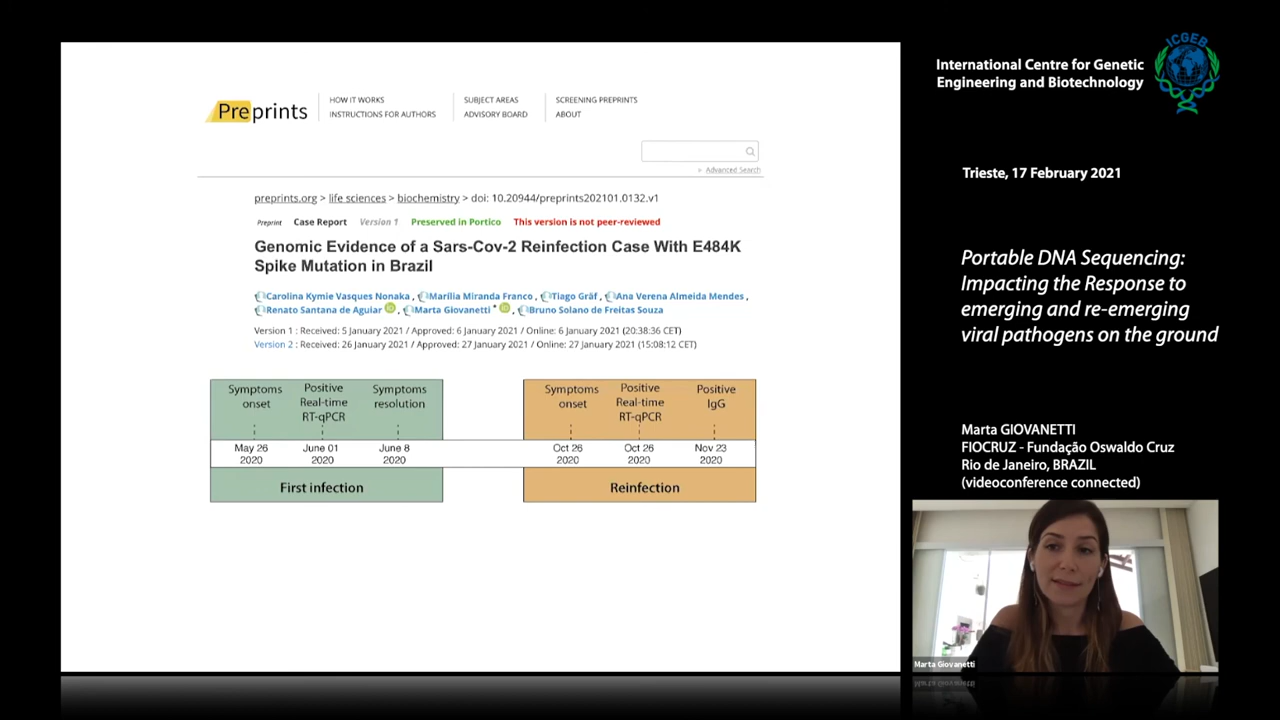 Preprints
HOW IT WORKS
INSTRUCTIONS FOR AUTHORS
SUBJECT AREAS
ADVISORY BOARD
SCREENING PREPRINTS
ABOUT
Advanced Search
preprints.org > life sciences > biochemistry > doi: 10.20944/preprints202101.0132.v1
Preprint Case Report Version 1 Preserved in Portico This version is not peer-reviewed
Genomic Evidence of a Sars-Cov-2 Reinfection Case With E484K
Spike Mutation in Brazil
Carolina Kymie Vasques Nonaka , Marília Miranda Franco , Tiago Gräf , Ana Verena Almeida Mendes ,
Renato Santana de Aguiar , Marta Giovanetti * , Bruno Solano de Freitas Souza
Version 1 : Received: 5 January 2021 / Approved: 6 January 2021 / Online: 6 January 2021 (20:38:36 CET)
Version 2 : Received: 26 January 2021 / Approved: 27 January 2021 / Online: 27 January 2021 (15:08:12 CET)
Symptoms
onset
Positive
Real-time
RT-qPCR
Symptoms
resolution
May 26
2020
June 01
2020
June 8
2020
First infection
Symptoms
onset
Positive
Real-time
RT-qPCR
Positive
IgG
Oct 26
2020
Oct 26
2020
Nov 23
2020
Reinfection
International Centre for Genetic
Engineering and Biotechnology
ICGEB
Trieste, 17 February 2021
Portable DNA Sequencing:
Impacting the Response to
emerging and re-emerging
viral pathogens on the ground
Marta GIOVANETTI
FIOCRUZ - Fundação Oswaldo Cruz
Rio de Janeiro, BRAZIL
(videoconference connected)
Marta Giovanetti